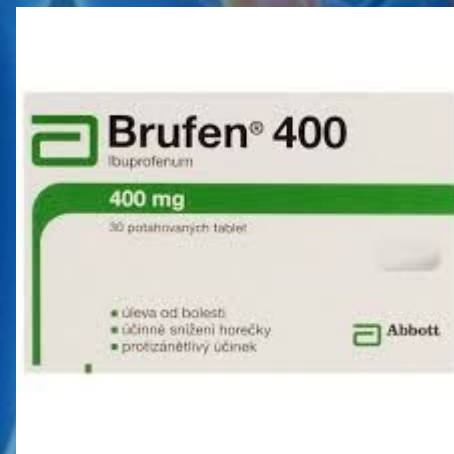 Brufen® 400
Ibuprofenum
400 mg
30 potahovaných tablet
úleva od bolesti
účinné snížení horečky
protizánětlivý účinek
Abbott